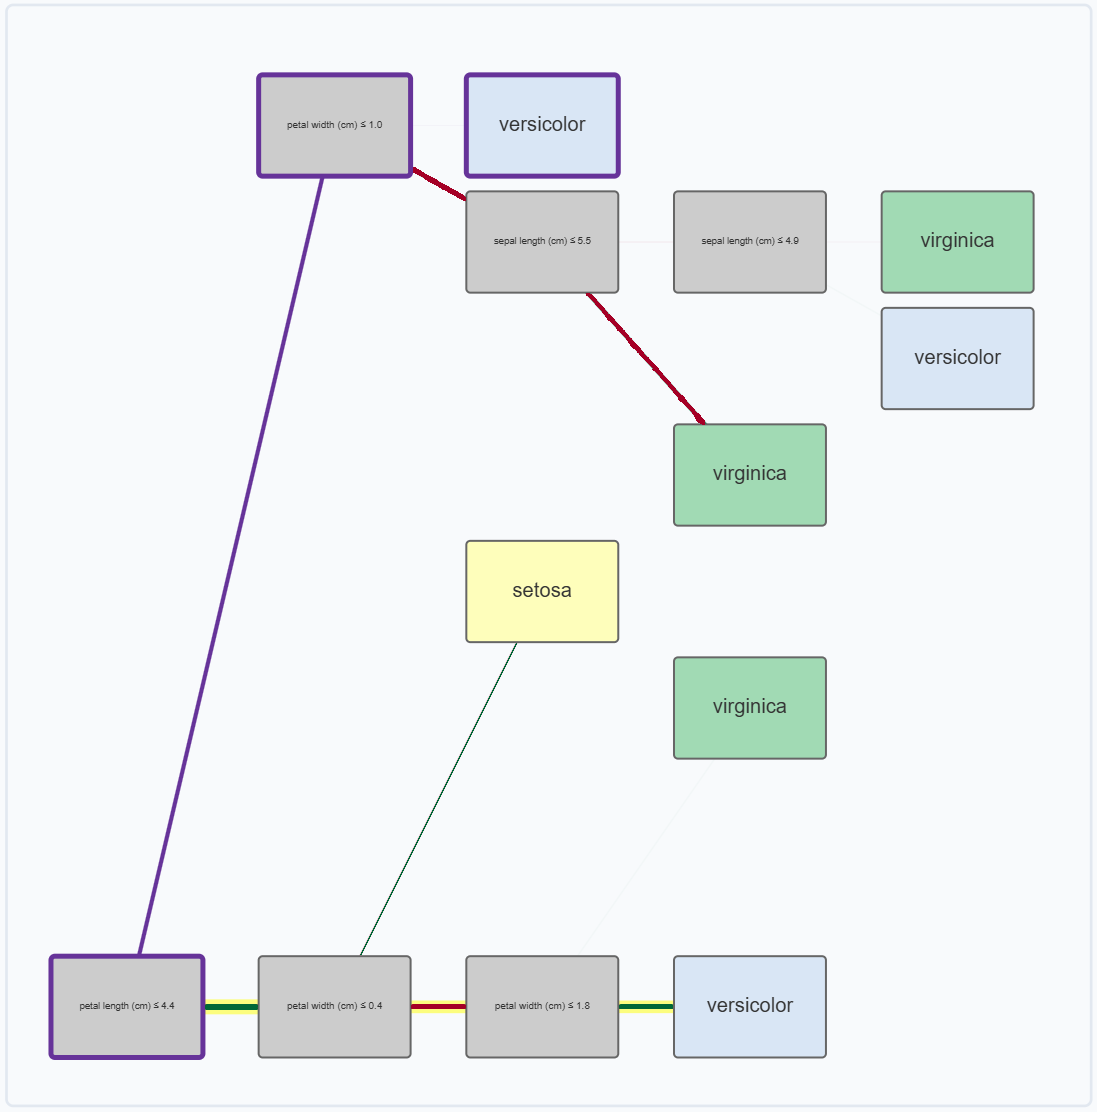 petal width (cm) ≤ 1.0
versicolor
sepal length (cm) ≤ 5.5
sepal length (cm) ≤ 4.9
virginica
versicolor
virginica
setosa
virginica
petal length (cm) ≤ 4.4
petal width (cm) ≤ 0.4
petal width (cm) ≤ 1.8
versicolor